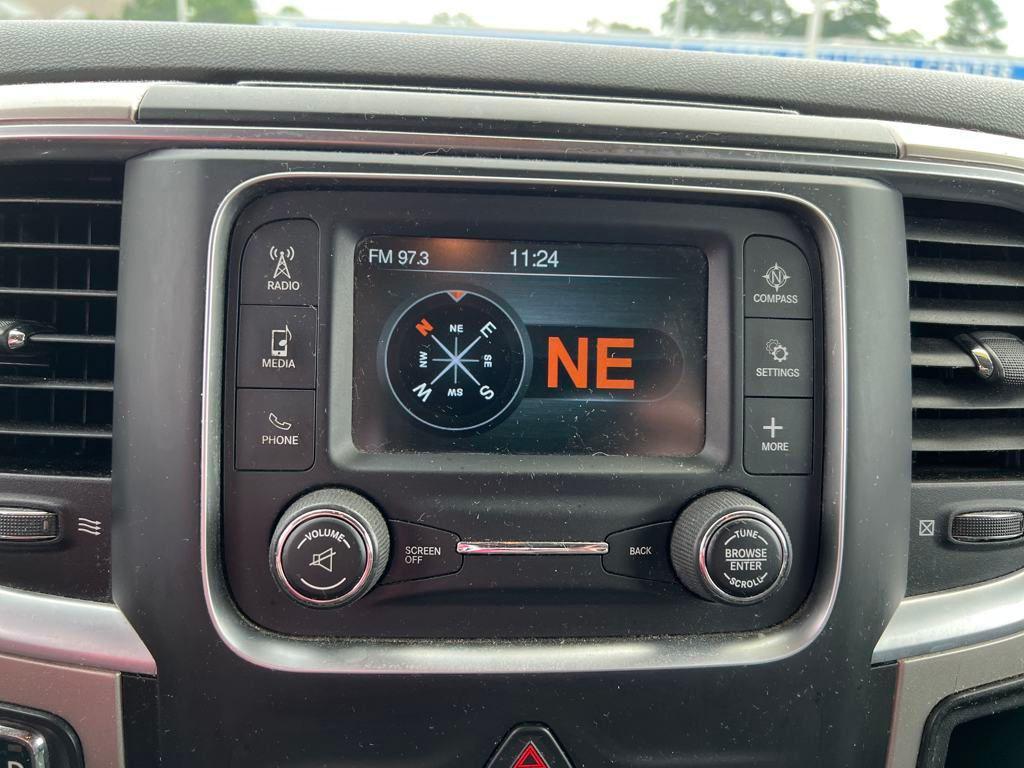 CENTER
FM 97.3 11:24
RADIO
MEDIA
PHONE
N
NE
E
NW
SE
W
SW
S
NE
N
COMPASS
SETTINGS
MORE
VOLUME
SCREEN
OFF
BACK
TUNE
BROWSE
ENTER
SCROLL